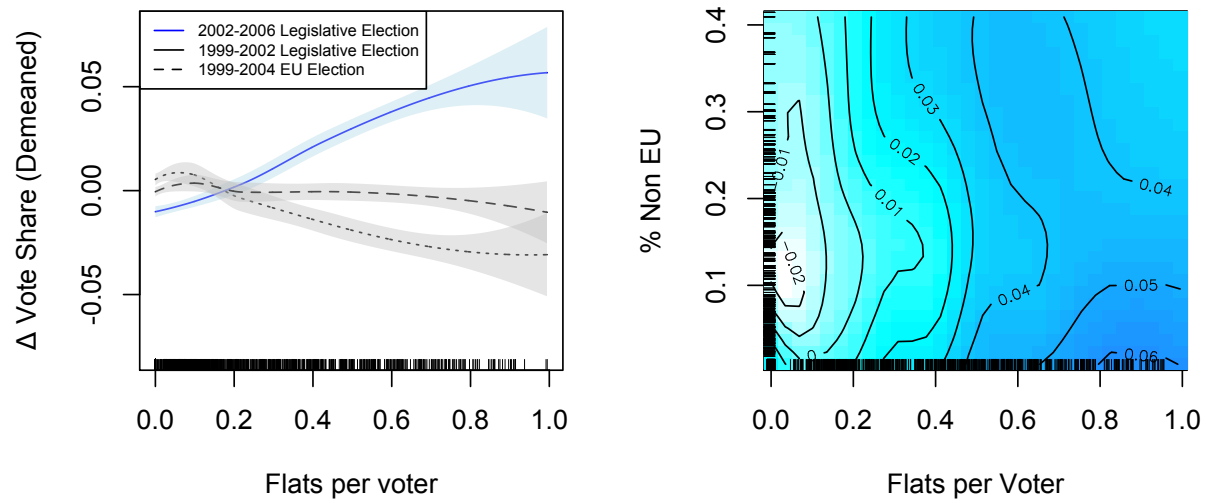 2002-2006 Legislative Election
1999-2002 Legislative Election
1999-2004 EU Election
Δ Vote Share (Demeaned)
0.05
0.00
-0.05
0.0 0.2 0.4 0.6 0.8 1.0
Flats per voter
% Non EU
0.4
0.3
0.2
0.1
0.03
0.02
0.01
-0.01
-0.02
0
0.04
0.04
0.05
0.06
0.0 0.2 0.4 0.6 0.8 1.0
Flats per Voter